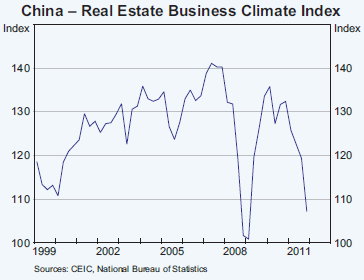 China – Real Estate Business Climate Index
Index Index
140 140
130 130
120 120
110 110
100 100
1999 2002 2005 2008 2011
Sources: CEIC, National Bureau of Statistics